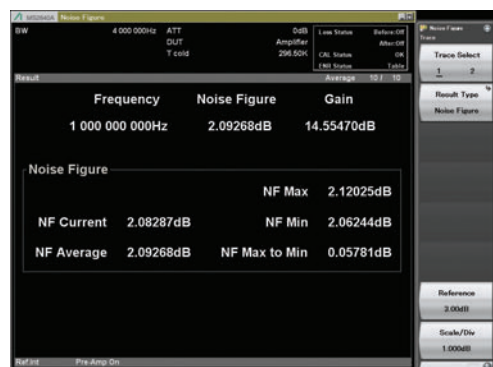 MS2840A Noise Figure
BW 4 000 000Hz ATT 0dB Loss Status Before:Off
DUT Amplifier After:Off
T cold 296.50K CAL Status OK
ENR Status Table
Result Average 10 / 10
Frequency Noise Figure Gain
1 000 000 000Hz 2.09268dB 14.55470dB
Noise Figure
NF Max 2.12025dB
NF Current 2.08287dB NF Min 2.06244dB
NF Average 2.09268dB NF Max to Min 0.05781dB
Ref.Int Pre-Amp On
Noise Figure
Trace
Trace Select
1 2
Result Type
Noise Figure
Reference
3.00dB
Scale/Div
1.000dB